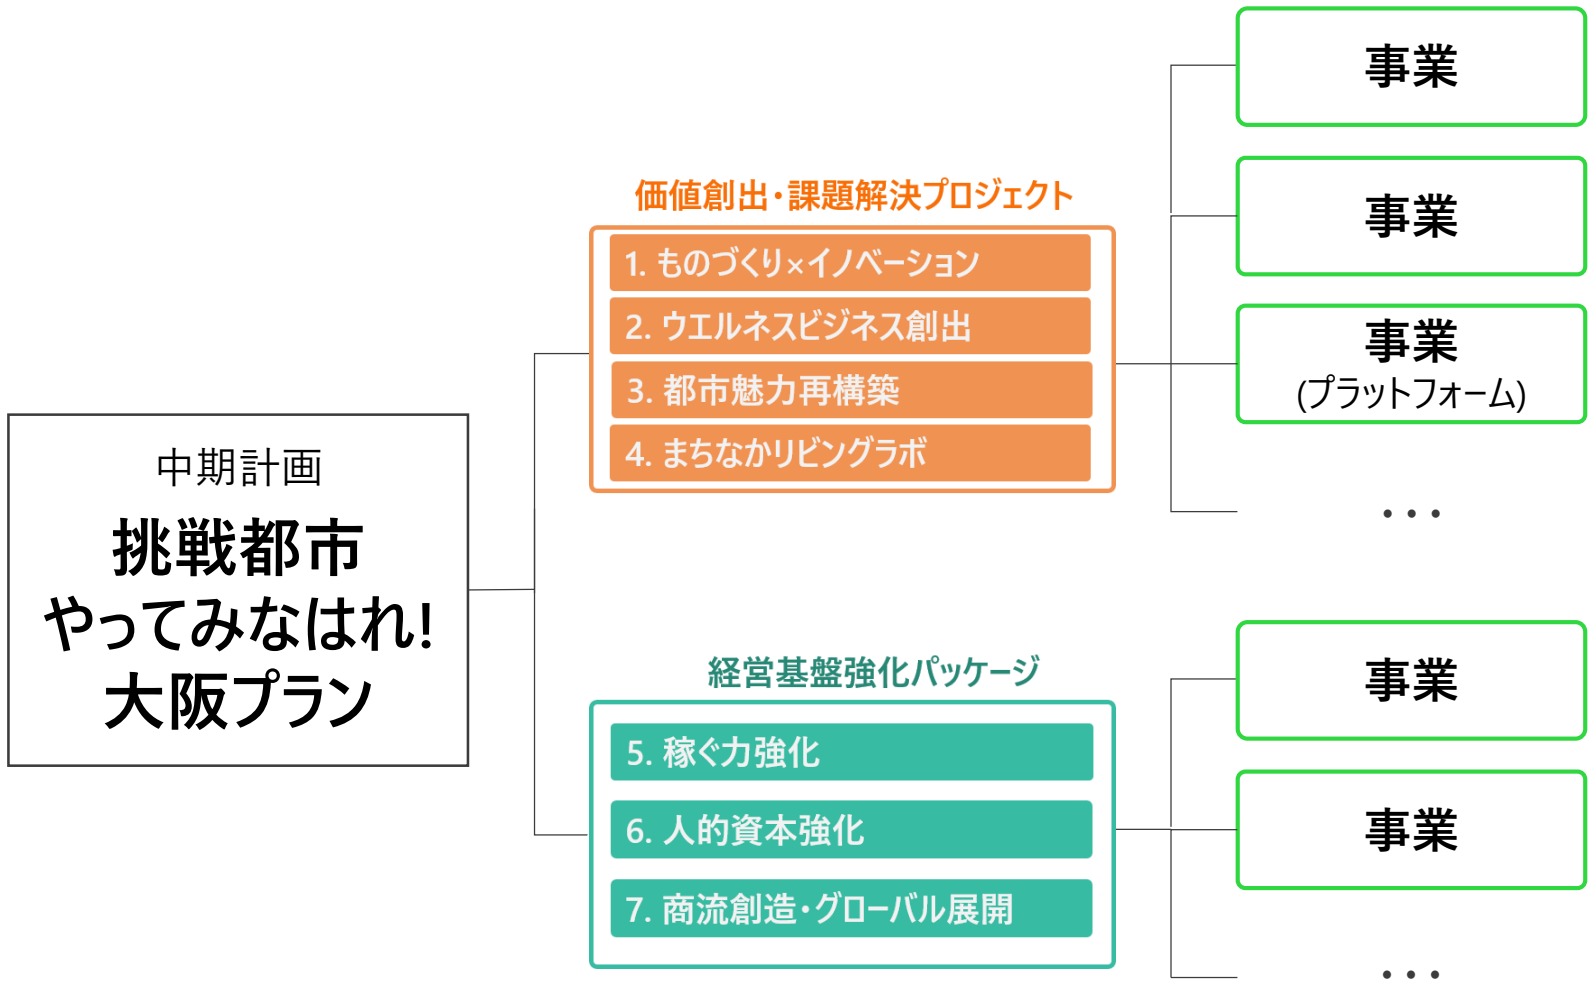 中期計画
挑戦都市
やってみなはれ!
大阪プラン
価値創出・課題解決プロジェクト
1. ものづくり×イノベーション
2. ウエルネスビジネス創出
3. 都市魅力再構築
4. まちなかリビングラボ
事業
事業
事業
(プラットフォーム)
・・・
経営基盤強化パッケージ
5. 稼ぐ力強化
6. 人的資本強化
7. 商流創造・グローバル展開
事業
事業
・・・